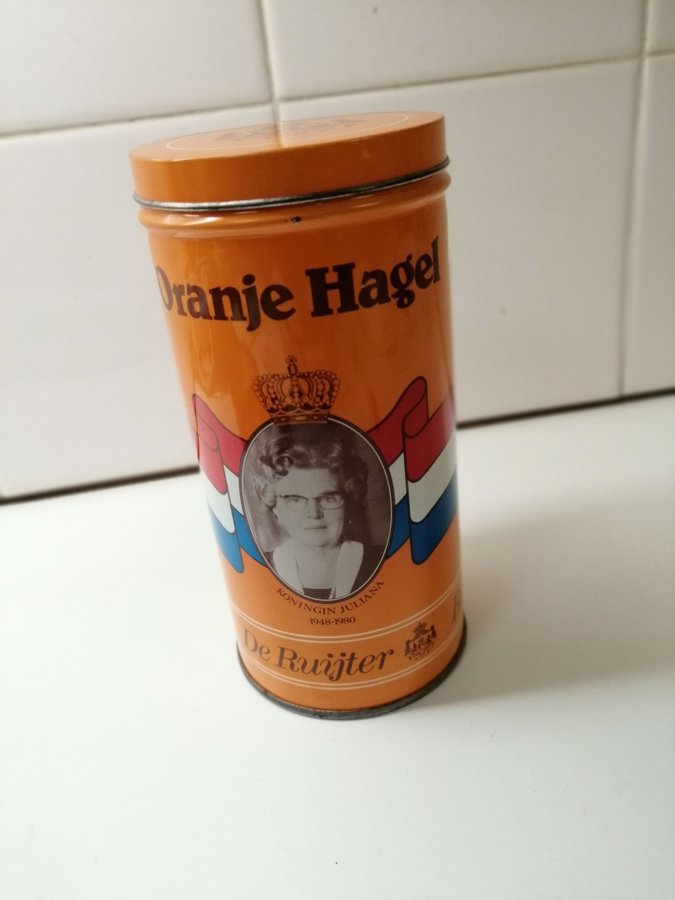 Oranje Hagel
KONINGIN JULIANA
1948-1980
De Ruijter